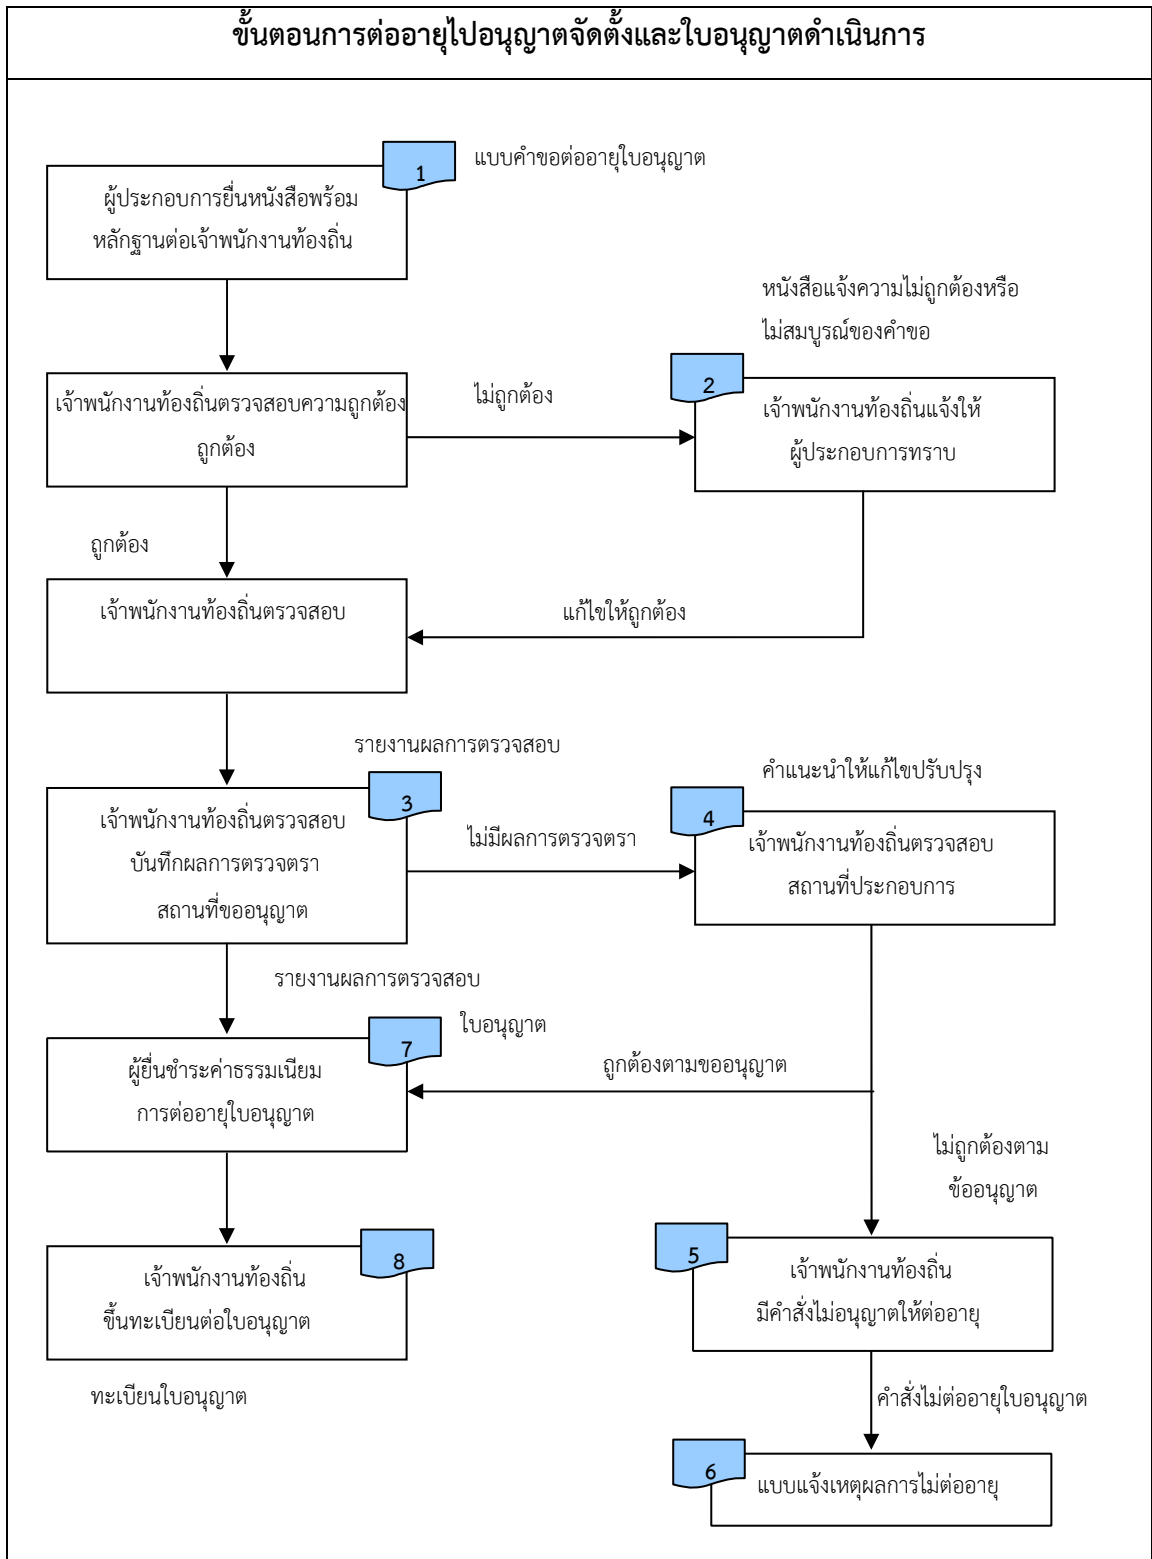 ขั้นตอนการต่ออายุไปอนุญาตจัดตั้งและใบอนุญาตดำเนินการ
1
แบบคำขอต่ออายุใบอนุญาต
ผู้ประกอบการยื่นหนังสือพร้อม
หลักฐานต่อเจ้าพนักงานท้องถิ่น
หนังสือแจ้งความไม่ถูกต้องหรือ
ไม่สมบูรณ์ของคำขอ
เจ้าพนักงานท้องถิ่นตรวจสอบความถูกต้อง
ถูกต้อง
ไม่ถูกต้อง
2
เจ้าพนักงานท้องถิ่นแจ้งให้
ผู้ประกอบการทราบ
ถูกต้อง
เจ้าพนักงานท้องถิ่นตรวจสอบ
แก้ไขให้ถูกต้อง
รายงานผลการตรวจสอบ
3
เจ้าพนักงานท้องถิ่นตรวจสอบ
บันทึกผลการตรวจตรา
สถานที่ขออนุญาต
ไม่มีผลการตรวจตรา
คำแนะนำให้แก้ไขปรับปรุง
4
เจ้าพนักงานท้องถิ่นตรวจสอบ
สถานที่ประกอบการ
รายงานผลการตรวจสอบ
7
ใบอนุญาต
ผู้ยื่นชำระค่าธรรมเนียม
การต่ออายุใบอนุญาต
ถูกต้องตามขออนุญาต
ไม่ถูกต้องตาม
ข้ออนุญาต
8
เจ้าพนักงานท้องถิ่น
ขึ้นทะเบียนต่อใบอนุญาต
ทะเบียนใบอนุญาต
5
เจ้าพนักงานท้องถิ่น
มีคำสั่งไม่อนุญาตให้ต่ออายุ
คำสั่งไม่ต่ออายุใบอนุญาต
6
แบบแจ้งเหตุผลการไม่ต่ออายุ